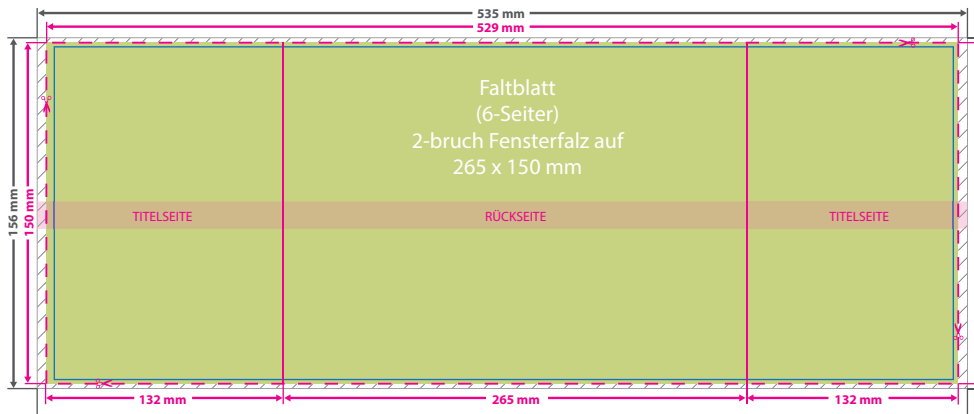 535 mm
529 mm
Faltblatt
(6-Seiter)
2-bruch Fensterfalz auf
265 x 150 mm
156 mm
150 mm
TITELSEITE
RÜCKSEITE
TITELSEITE
132 mm
265 mm
132 mm